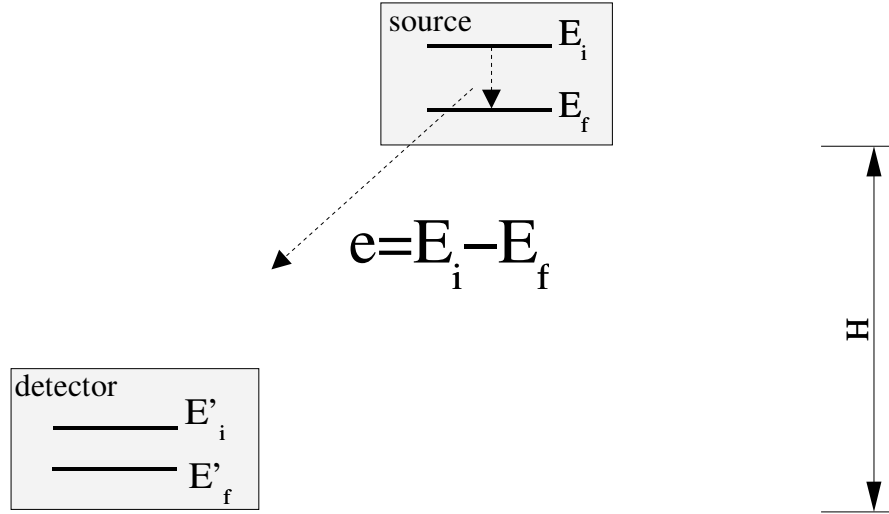 source
E_i
E_f
e=E_i−E_f
H
detector
E'_i
E'_f